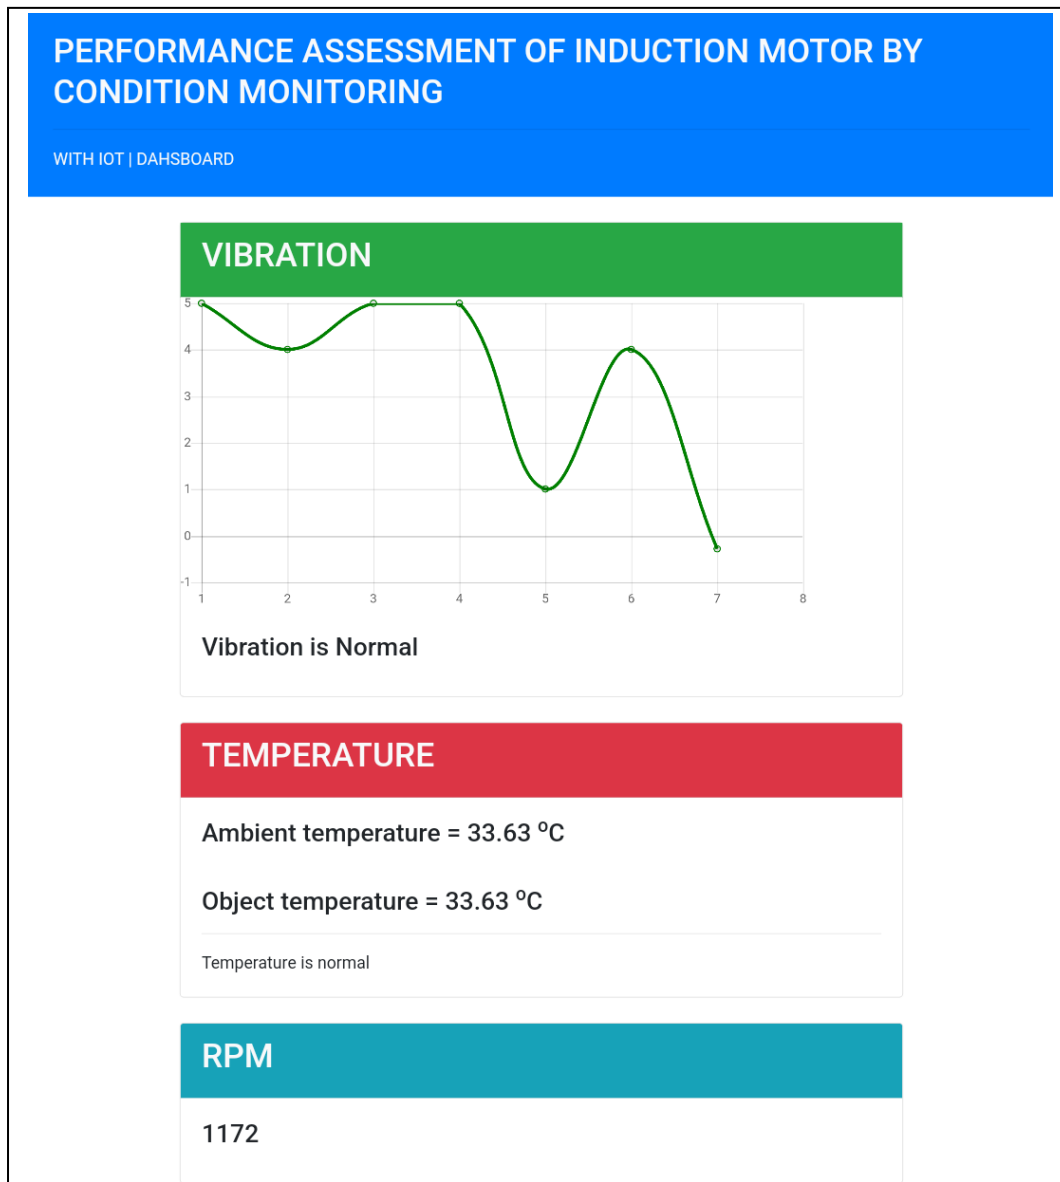 PERFORMANCE ASSESSMENT OF INDUCTION MOTOR BY
CONDITION MONITORING
WITH IOT | DAHSBOARD
VIBRATION
5
4
3
2
1
0
-1
1 2 3 4 5 6 7 8
Vibration is Normal
TEMPERATURE
Ambient temperature = 33.63 ºC
Object temperature = 33.63 ºC
Temperature is normal
RPM
1172